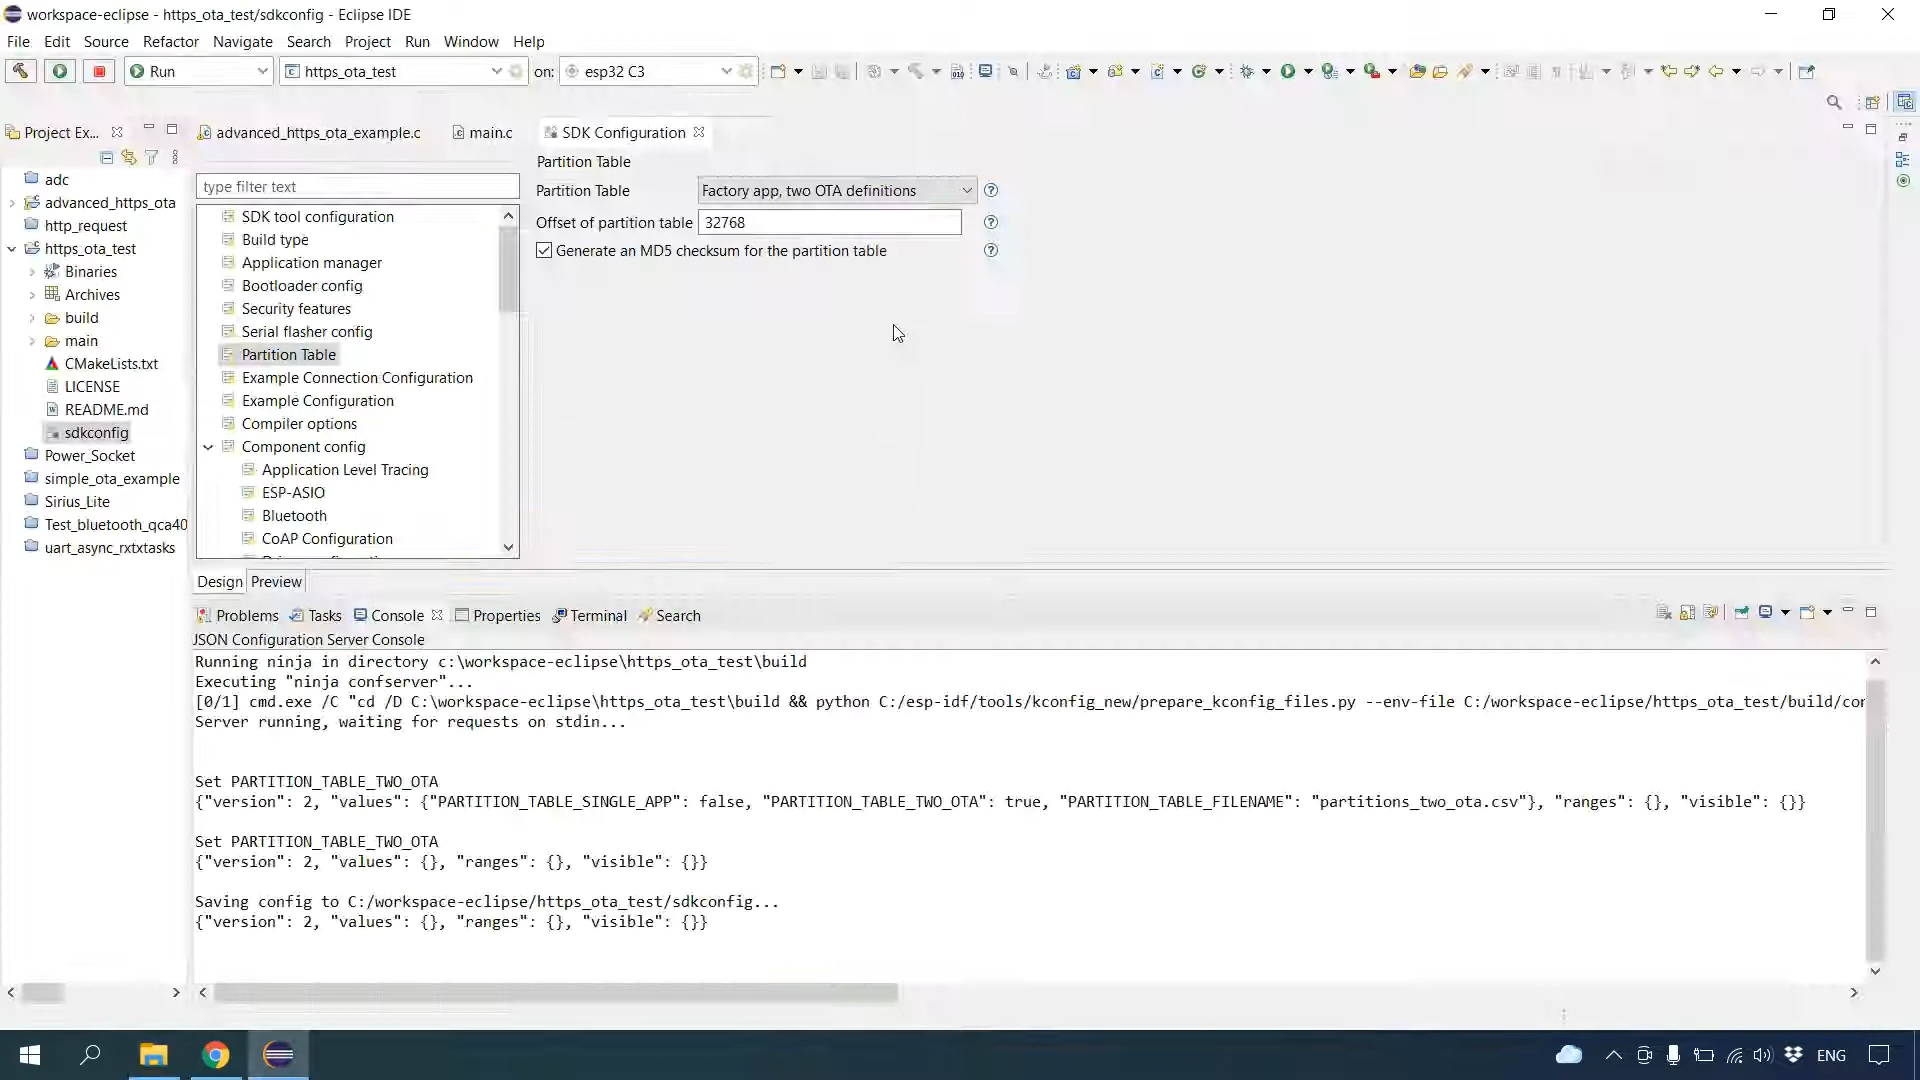 workspace-eclipse - https_ota_test/sdkconfig - Eclipse IDE
File Edit Source Refactor Navigate Search Project Run Window Help
Run https_ota_test on: esp32 C3
Project Ex... advanced_https_ota_example.c main.c SDK Configuration
adc
advanced_https_ota
http_request
https_ota_test
Binaries
Archives
build
main
CMakeLists.txt
LICENSE
README.md
sdkconfig
Power_Socket
simple_ota_example
Sirius_Lite
Test_bluetooth_qca40
uart_async_rxtxtasks
type filter text
SDK tool configuration
Build type
Application manager
Bootloader config
Security features
Serial flasher config
Partition Table
Example Connection Configuration
Example Configuration
Compiler options
Component config
Application Level Tracing
ESP-ASIO
Bluetooth
CoAP Configuration
Partition Table
Partition Table Factory app, two OTA definitions
Offset of partition table 32768
Generate an MD5 checksum for the partition table
Design Preview
Problems Tasks Console Properties Terminal Search
JSON Configuration Server Console
Running ninja in directory c:\workspace-eclipse\https_ota_test\build
Executing "ninja confserver"...
[0/1] cmd.exe /C "cd /D C:\workspace-eclipse\https_ota_test\build && python C:/esp-idf/tools/kconfig_new/prepare_kconfig_files.py --env-file C:/workspace-eclipse/https_ota_test/build/cor
Server running, waiting for requests on stdin...
Set PARTITION_TABLE_TWO_OTA
{"version": 2, "values": {"PARTITION_TABLE_SINGLE_APP": false, "PARTITION_TABLE_TWO_OTA": true, "PARTITION_TABLE_FILENAME": "partitions_two_ota.csv"}, "ranges": {}, "visible": {}}
Set PARTITION_TABLE_TWO_OTA
{"version": 2, "values": {}, "ranges": {}, "visible": {}}
Saving config to C:/workspace-eclipse/https_ota_test/sdkconfig...
{"version": 2, "values": {}, "ranges": {}, "visible": {}}
ENG